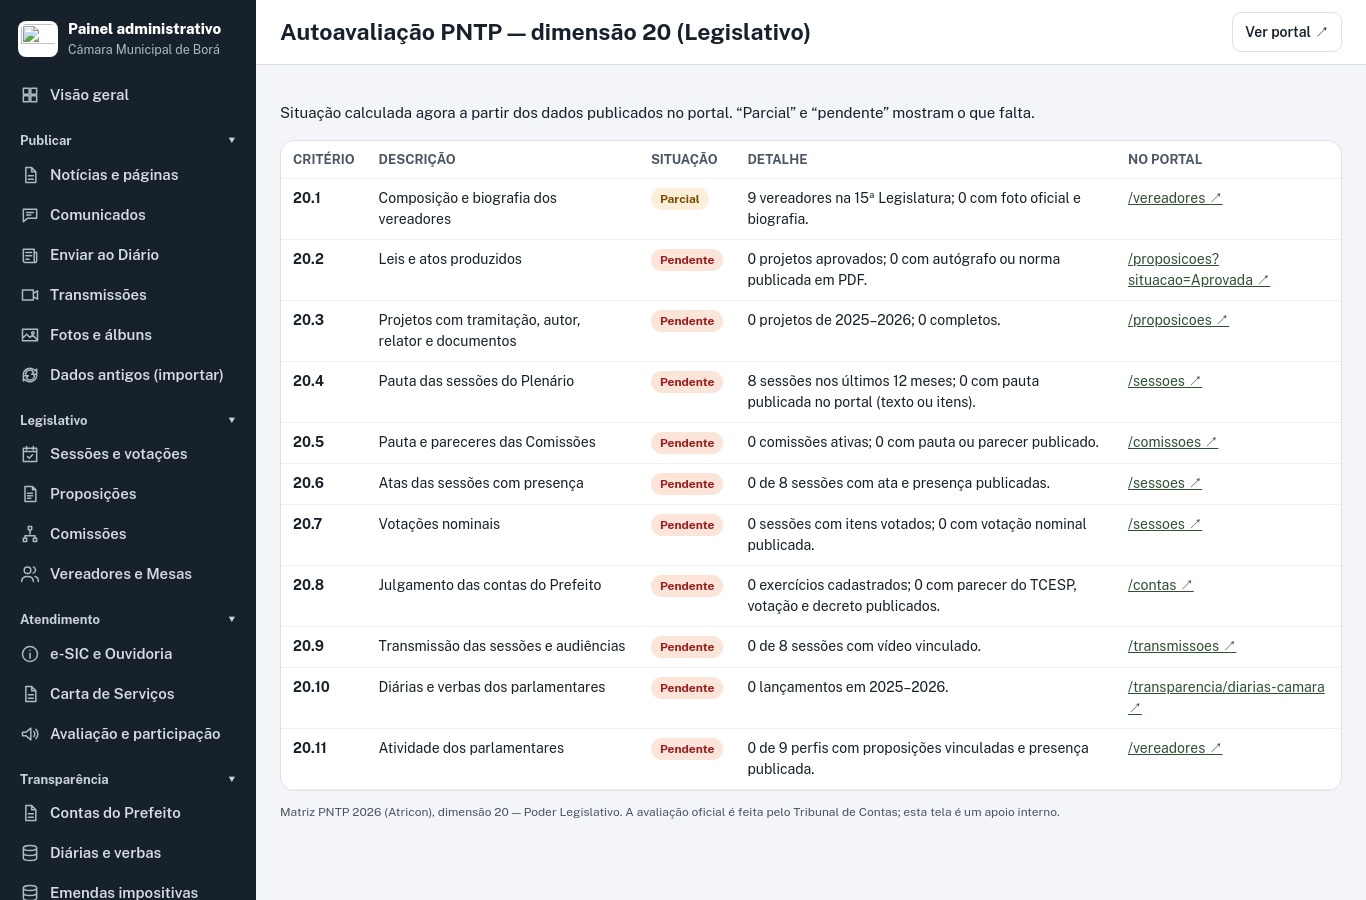 Painel administrativo
Câmara Municipal de Borá
Visão geral
Publicar
Notícias e páginas
Comunicados
Enviar ao Diário
Transmissões
Fotos e álbuns
Dados antigos (importar)
Legislativo
Sessões e votações
Proposições
Comissões
Vereadores e Mesas
Atendimento
e-SIC e Ouvidoria
Carta de Serviços
Avaliação e participação
Transparência
Contas do Prefeito
Diárias e verbas
Emendas impositivas
Autoavaliação PNTP — dimensão 20 (Legislativo)
Ver portal ↗
Situação calculada agora a partir dos dados publicados no portal. “Parcial” e “pendente” mostram o que falta.
CRITÉRIO DESCRIÇÃO SITUAÇÃO DETALHE NO PORTAL
20.1 Composição e biografia dos Parcial 9 vereadores na 15ª Legislatura; 0 com foto oficial e /vereadores ↗
vereadores biografia.
20.2 Leis e atos produzidos Pendente 0 projetos aprovados; 0 com autógrafo ou norma /proposicoes?
publicada em PDF. situacao=Aprovada ↗
20.3 Projetos com tramitação, autor, Pendente 0 projetos de 2025–2026; 0 completos. /proposicoes ↗
relator e documentos
20.4 Pauta das sessões do Plenário Pendente 8 sessões nos últimos 12 meses; 0 com pauta /sessoes ↗
publicada no portal (texto ou itens).
20.5 Pauta e pareceres das Comissões Pendente 0 comissões ativas; 0 com pauta ou parecer publicado. /comissoes ↗
20.6 Atas das sessões com presença Pendente 0 de 8 sessões com ata e presença publicadas. /sessoes ↗
20.7 Votações nominais Pendente 0 sessões com itens votados; 0 com votação nominal /sessoes ↗
publicada.
20.8 Julgamento das contas do Prefeito Pendente 0 exercícios cadastrados; 0 com parecer do TCESP, /contas ↗
votação e decreto publicados.
20.9 Transmissão das sessões e audiências Pendente 0 de 8 sessões com vídeo vinculado. /transmissoes ↗
20.10 Diárias e verbas dos parlamentares Pendente 0 lançamentos em 2025–2026. /transparencia/diarias-camara
↗
20.11 Atividade dos parlamentares Pendente 0 de 9 perfis com proposições vinculadas e presença /vereadores ↗
publicada.
Matriz PNTP 2026 (Atricon), dimensão 20 — Poder Legislativo. A avaliação oficial é feita pelo Tribunal de Contas; esta tela é um apoio interno.